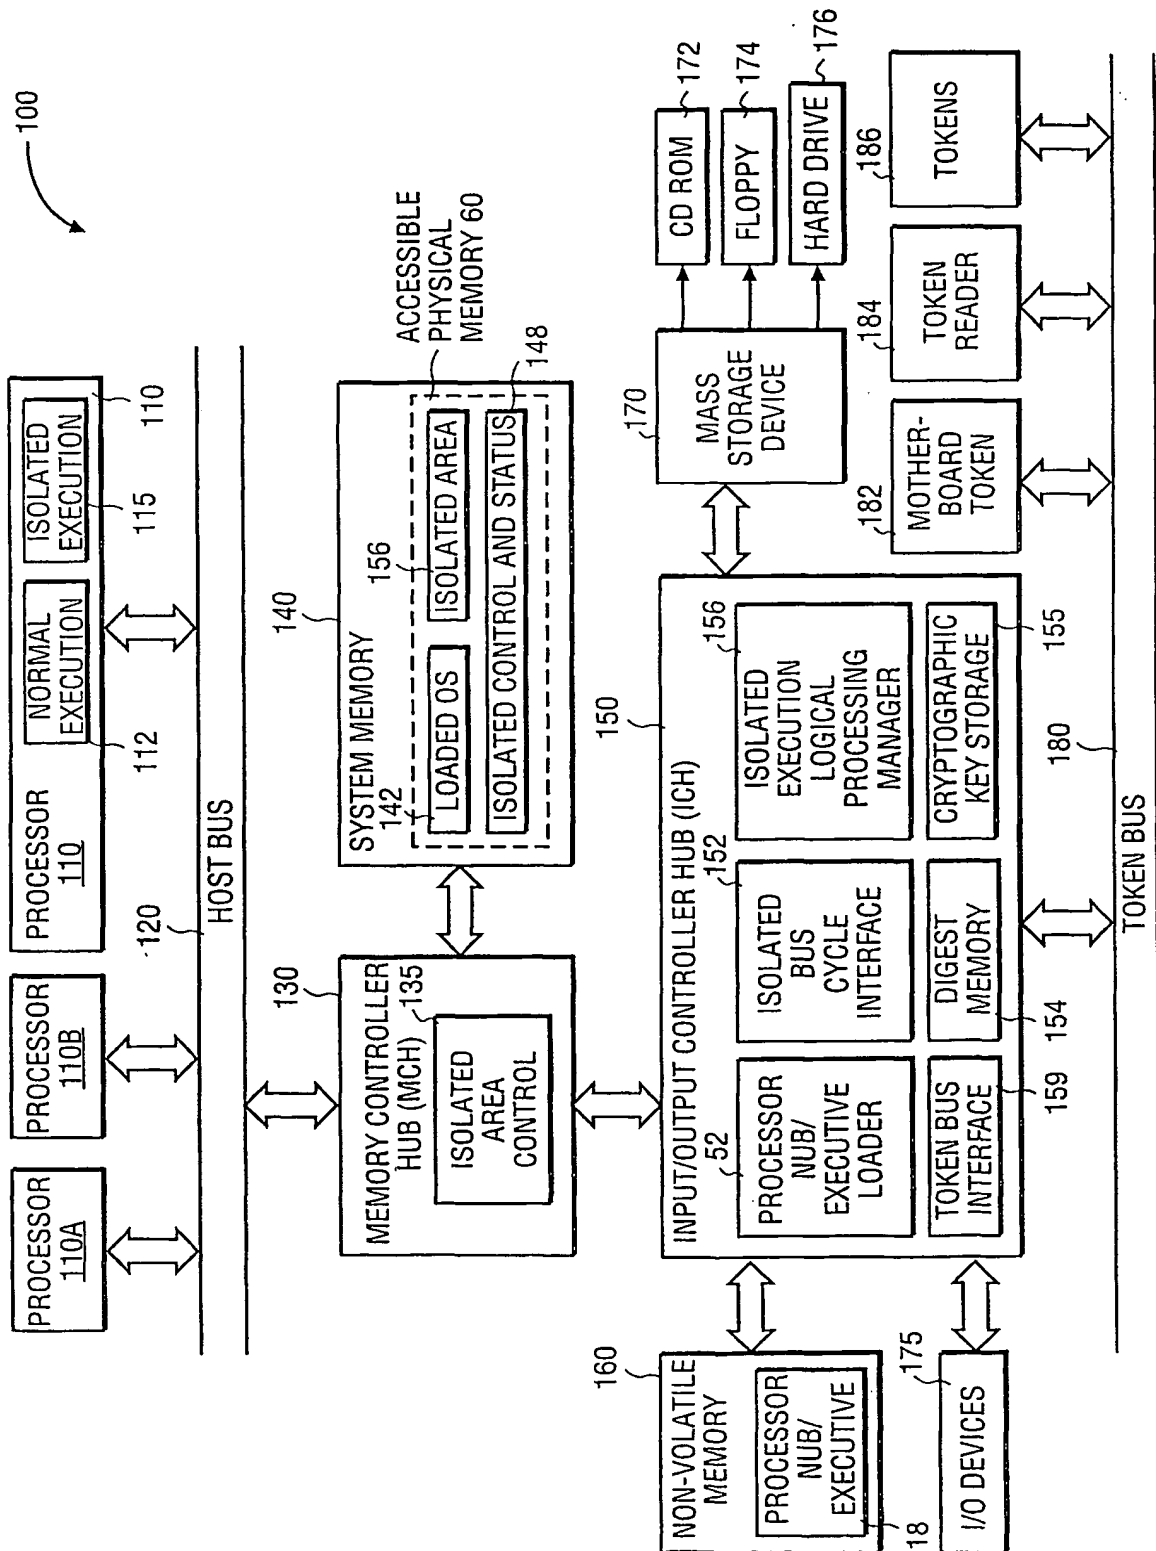 100
PROCESSOR
110A
PROCESSOR
110B
PROCESSOR
110
NORMAL
EXECUTION
112
ISOLATED
EXECUTION
115
110
120
HOST BUS
130
MEMORY CONTROLLER
HUB (MCH)
135
ISOLATED
AREA
CONTROL
140
SYSTEM MEMORY
142
LOADED OS
156
ISOLATED AREA
ISOLATED CONTROL AND STATUS
148
ACCESSIBLE
PHYSICAL
MEMORY 60
150
INPUT/OUTPUT CONTROLLER HUB (ICH)
52
PROCESSOR
NUB/
EXECUTIVE
LOADER
152
ISOLATED
BUS
CYCLE
INTERFACE
156
ISOLATED
EXECUTION
LOGICAL
PROCESSING
MANAGER
TOKEN BUS
INTERFACE
159
DIGEST
MEMORY
154
CRYPTOGRAPHIC
KEY STORAGE
155
160
NON-VOLATILE
MEMORY
PROCESSOR
NUB/
EXECUTIVE
18
175
I/O DEVICES
170
MASS
STORAGE
DEVICE
CD ROM
172
FLOPPY
174
HARD DRIVE
176
182
MOTHER-
BOARD
TOKEN
184
TOKEN
READER
186
TOKENS
180
TOKEN BUS